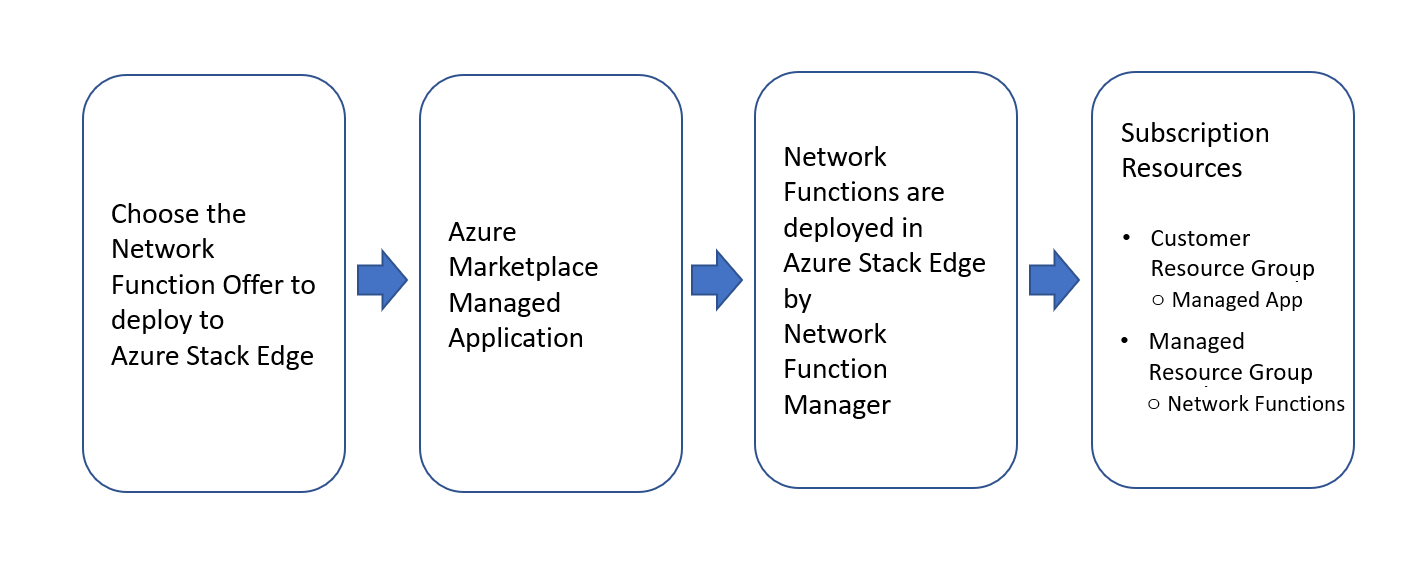 Choose the
Network
Function Offer to
deploy to
Azure Stack Edge
Azure
Marketplace
Managed
Application
Network
Functions are
deployed in
Azure Stack Edge
by
Network
Function
Manager
Subscription
Resources
• Customer
Resource Group
○ Managed App
• Managed
Resource Group
○ Network Functions